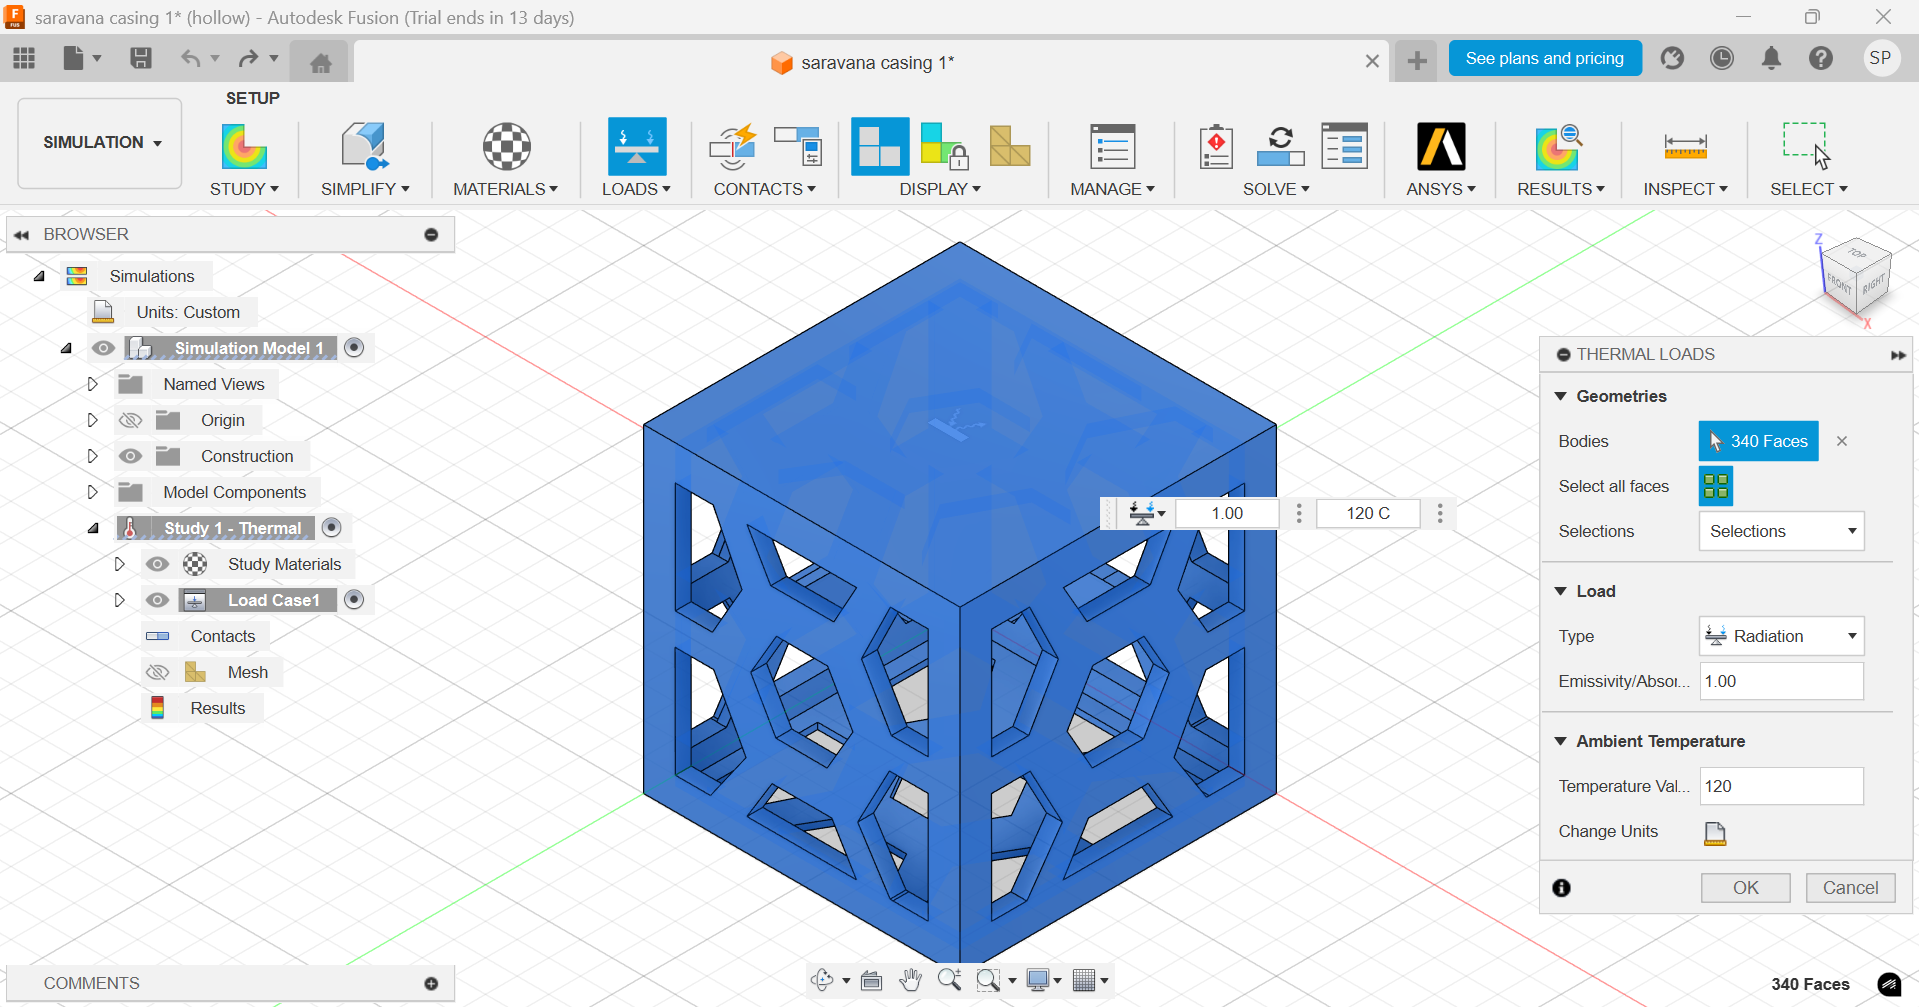 saravana casing 1* (hollow) - Autodesk Fusion (Trial ends in 13 days)
saravana casing 1*
See plans and pricing
SP
SETUP
SIMULATION
STUDY
SIMPLIFY
MATERIALS
LOADS
CONTACTS
DISPLAY
MANAGE
SOLVE
ANSYS
RESULTS
INSPECT
SELECT
BROWSER
Simulations
Units: Custom
Simulation Model 1
Named Views
Origin
Construction
Model Components
Study 1 - Thermal
Study Materials
Load Case1
Contacts
Mesh
Results
1.00
120 C
Z
TOP
FRONT
RIGHT
X
THERMAL LOADS
Geometries
Bodies
340 Faces
Select all faces
Selections
Selections
Load
Type
Radiation
Emissivity/Absor...
1.00
Ambient Temperature
Temperature Val...
120
Change Units
OK
Cancel
COMMENTS
340 Faces